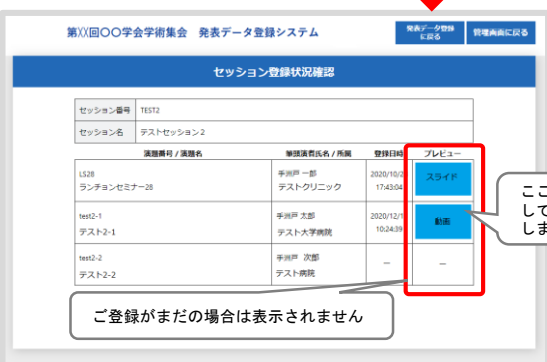 第〇〇回〇〇学会学術集会　発表データ登録システム
発表データ登録
に戻る
管理画面に戻る
セッション登録状況確認
セッション番号 TEST2
セッション名 テストセッション2
演題番号 / 演題名 筆頭演者氏名 / 所属 登録日時 プレビュー
LS28 手洲戸 一郎 2020/10/2
ランチョンセミナー28 テストクリニック 17:43:04 スライド
test2-1 手洲戸 太郎 2020/12/1
テスト2-1 テスト大学病院 10:24:39 動画
test2-2 手洲戸 次郎 － －
テスト2-2 テスト病院
ここ
して
しま
ご登録がまだの場合は表示されません